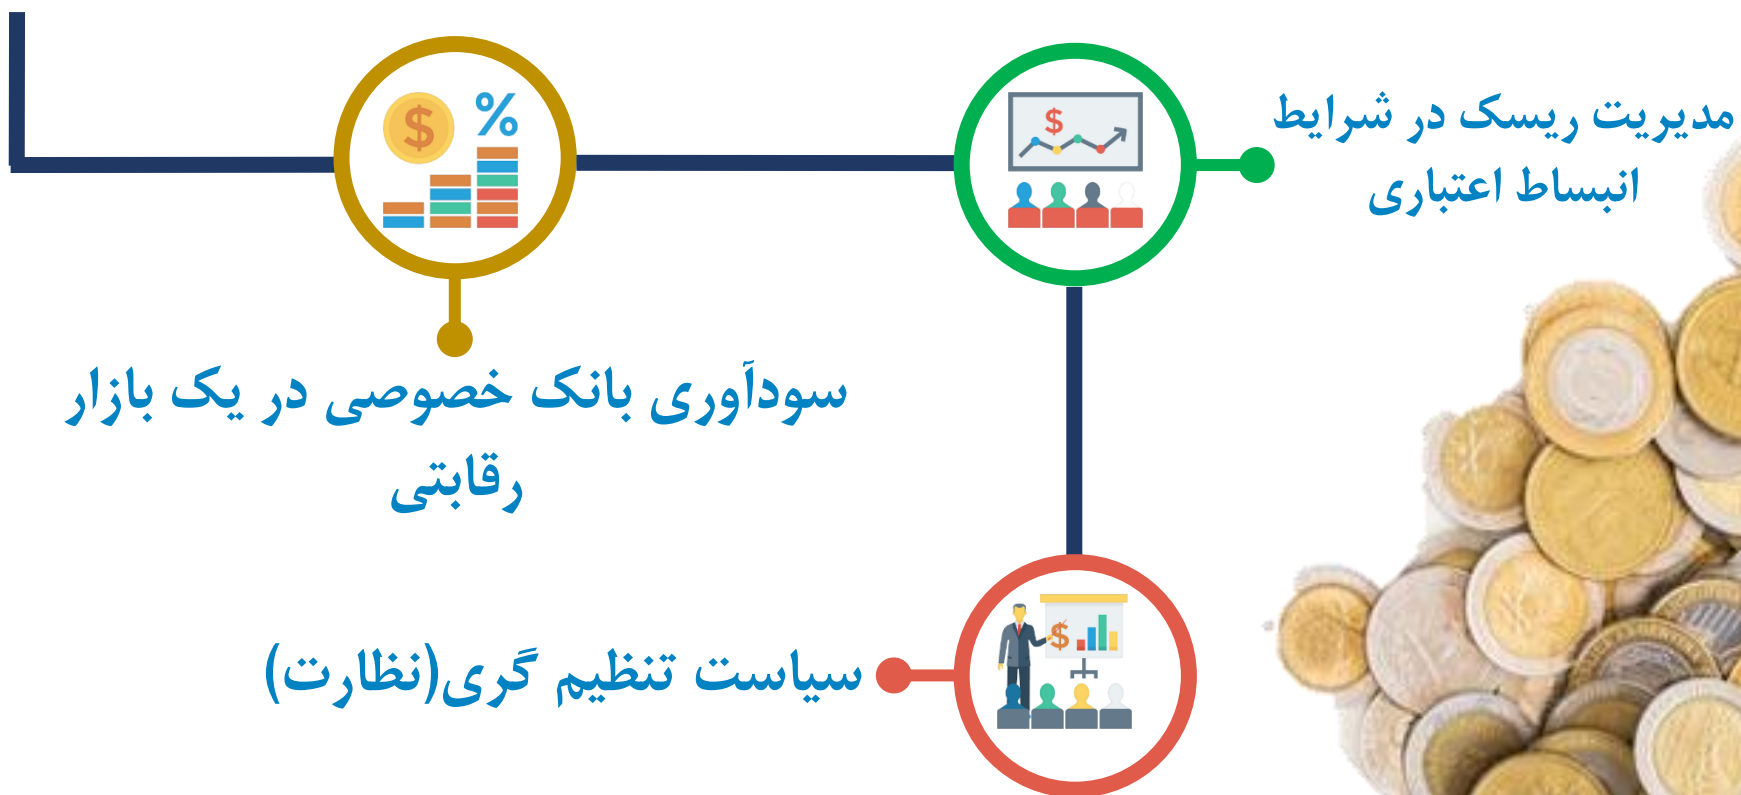 مدیریت ریسک در شرایط
انبساط اعتباری
%
$
$
سودآوری بانک خصوصی در یک بازار
رقابتی
سیاست تنظیم گری(نظارت)
$